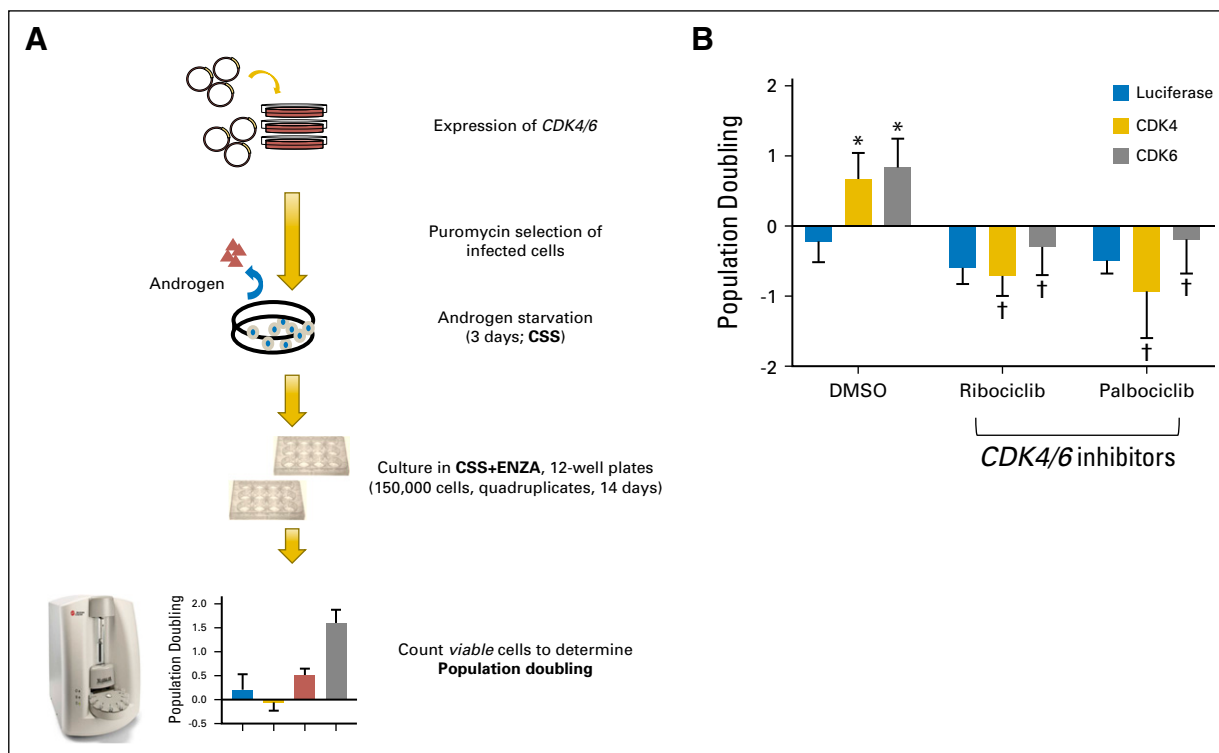 A
Expression of CDK4/6
Puromycin selection of
infected cells
Androgen
Androgen starvation
(3 days; CSS)
Culture in CSS+ENZA, 12-well plates
(150,000 cells, quadruplicates, 14 days)
Population Doubling
2.0
1.5
1.0
0.5
0.0
-0.5
Count viable cells to determine
Population doubling
B
Population Doubling
2
1
0
-1
-2
Luciferase
CDK4
CDK6
*
*
†
†
†
†
DMSO
Ribociclib
Palbociclib
CDK4/6 inhibitors